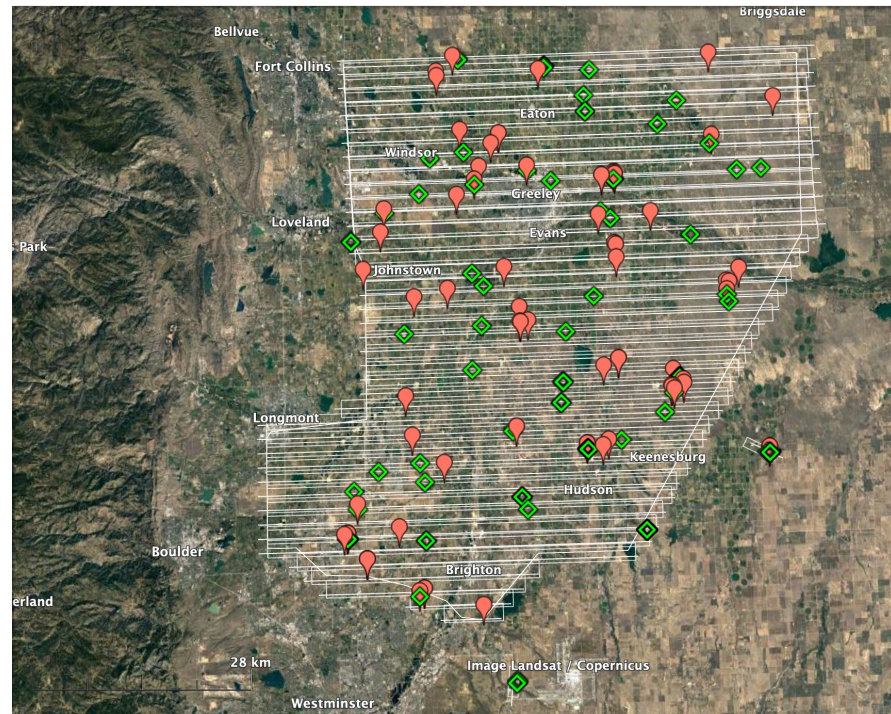 Briggsdale
Bellvue
Fort Collins
Eaton
Windsor
Greeley
Loveland
Evans
s Park
Johnstown
Longmont
Keenesburg
Hudson
Boulder
Brighton
erland
28 km
Image Landsat / Copernicus
Westminster